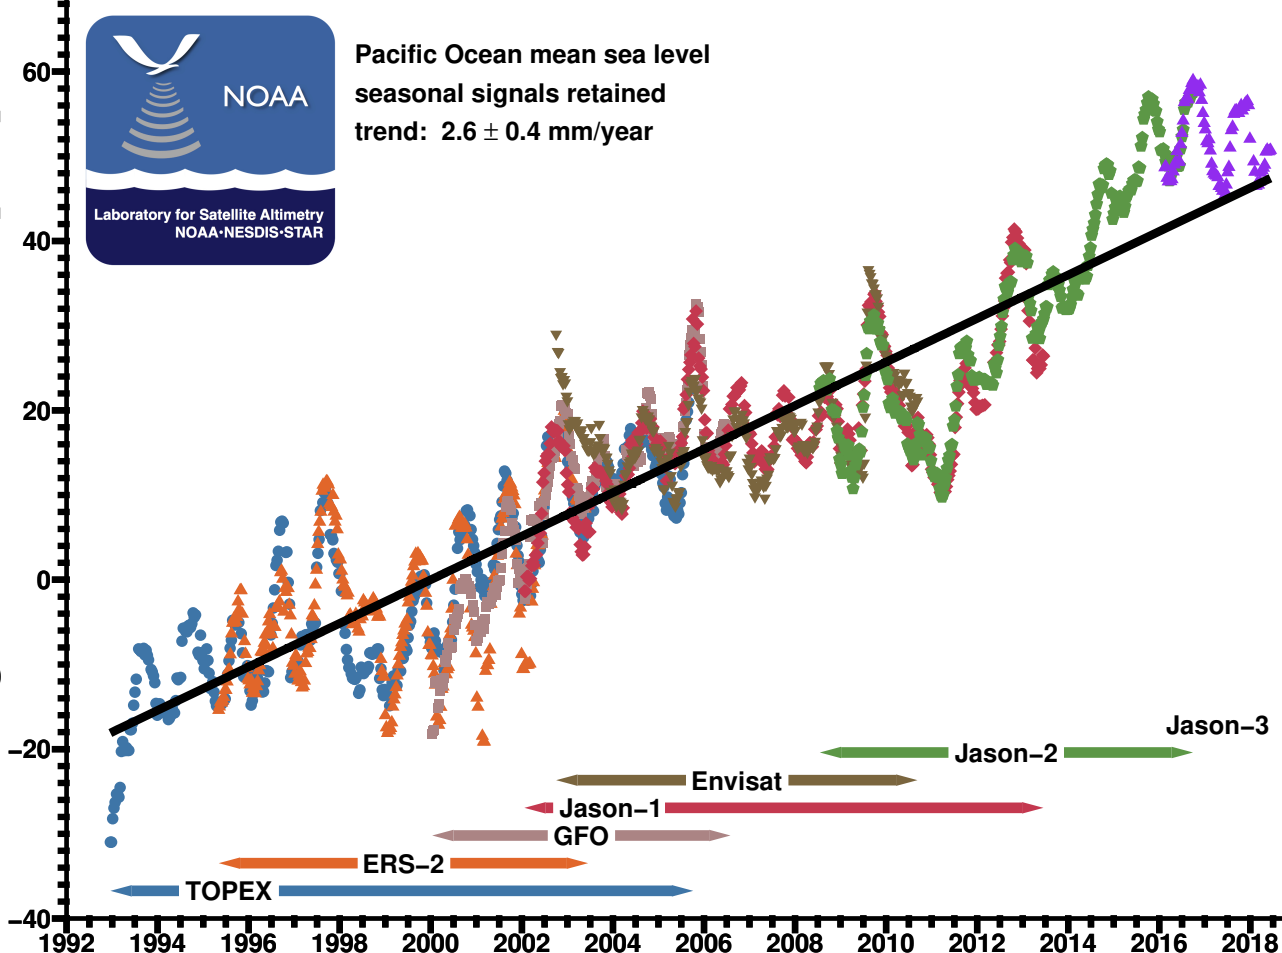 60
40
20
0
−20
−40
NOAA
Laboratory for Satellite Altimetry
NOAA•NESDIS•STAR
Pacific Ocean mean sea level
seasonal signals retained
trend: 2.6 ± 0.4 mm/year
Jason−3
Jason−2
Envisat
Jason−1
GFO
ERS−2
TOPEX
1992 1994 1996 1998 2000 2002 2004 2006 2008 2010 2012 2014 2016 2018